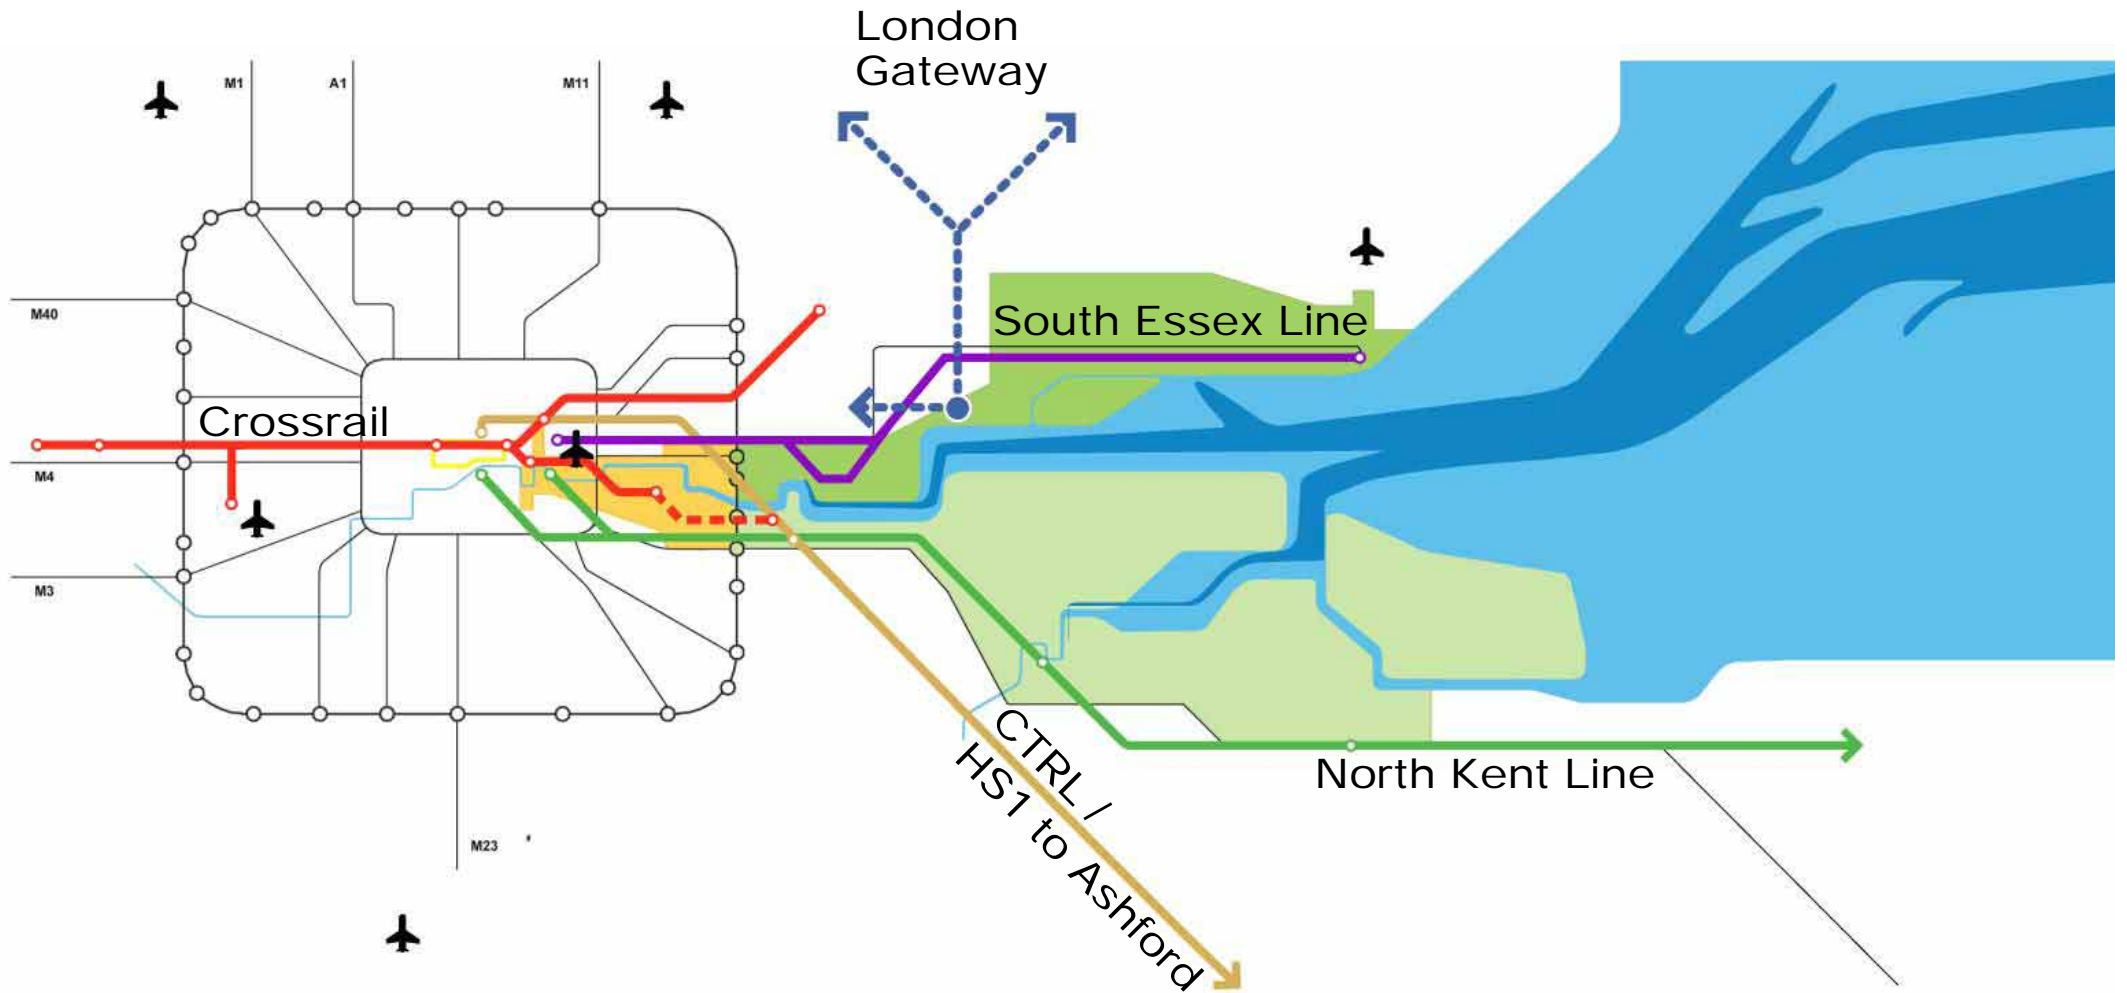 London
Gateway
M1
A1
M11
M40
South Essex Line
Crossrail
M4
M3
CTRL /
HS1 to Ashford
North Kent Line
M23